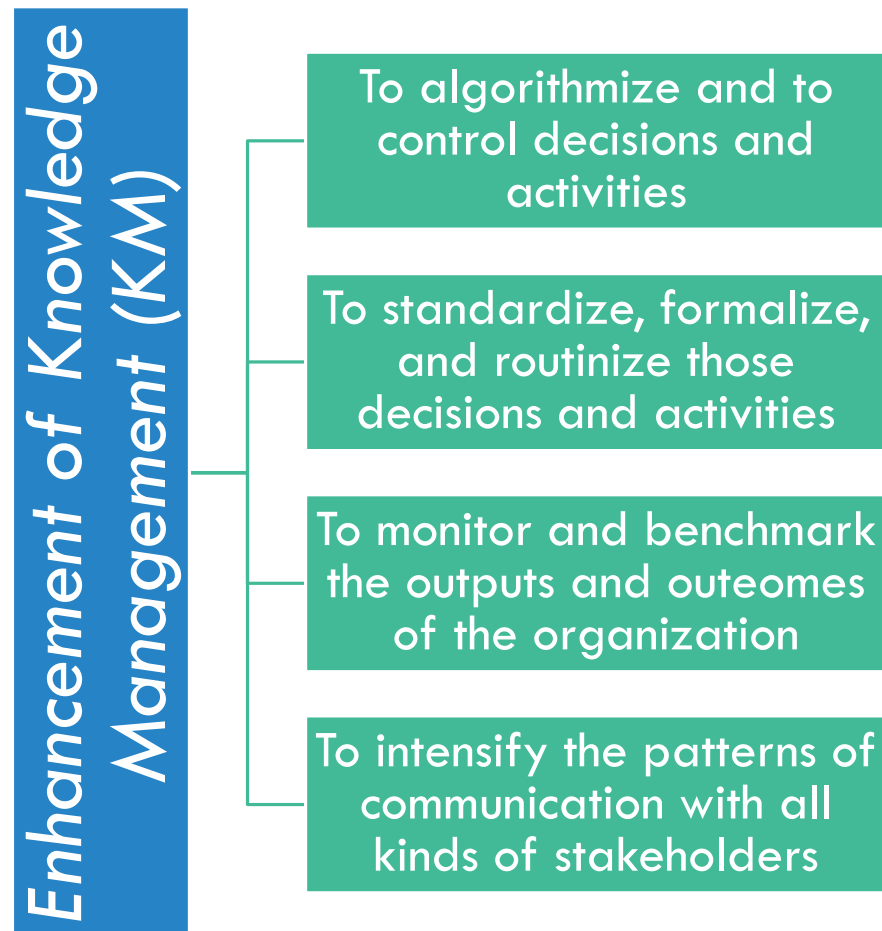 Enhancement of Knowledge
Management (KM)
To algorithmize and to
control decisions and
activities
To standardize, formalize,
and routinize those
decisions and activities
To monitor and benchmark
the outputs and outeomes
of the organization
To intensify the patterns of
communication with all
kinds of stakeholders